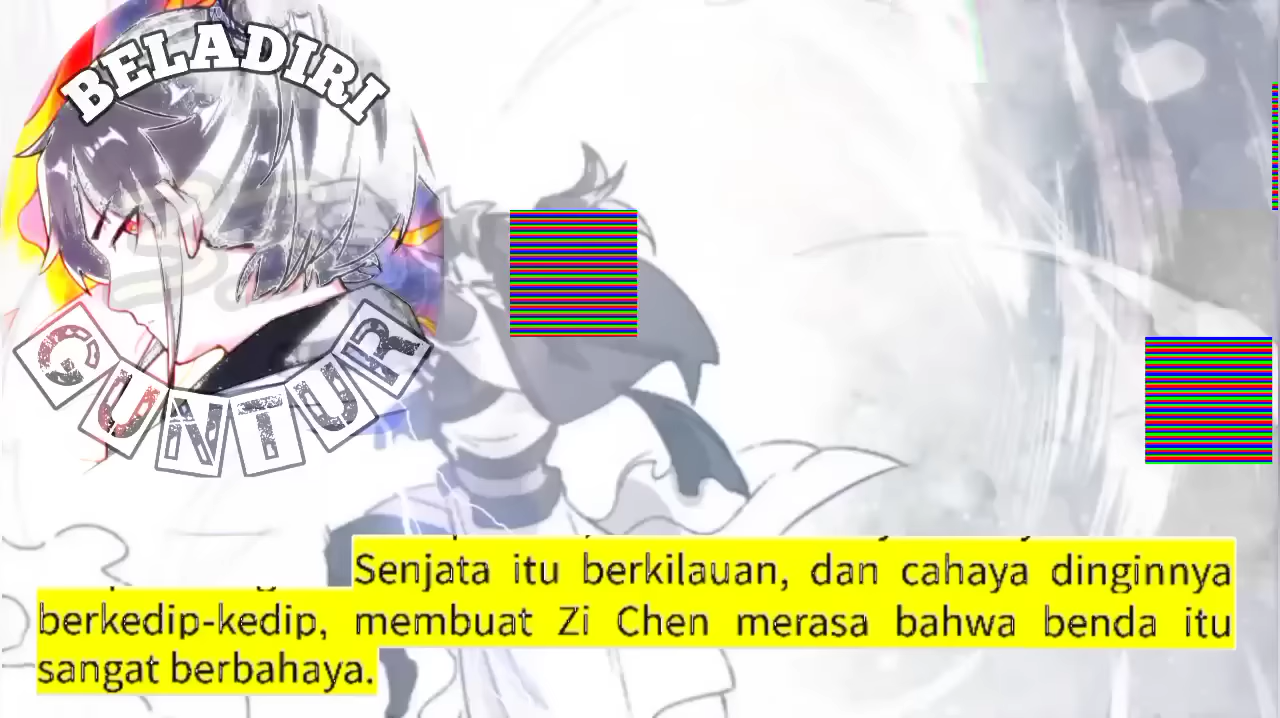 BELADIRI
GUNTUR
Senjata itu berkilauan, dan cahaya dinginnya
berkedip-kedip, membuat Zi Chen merasa bahwa benda itu
sangat berbahaya.